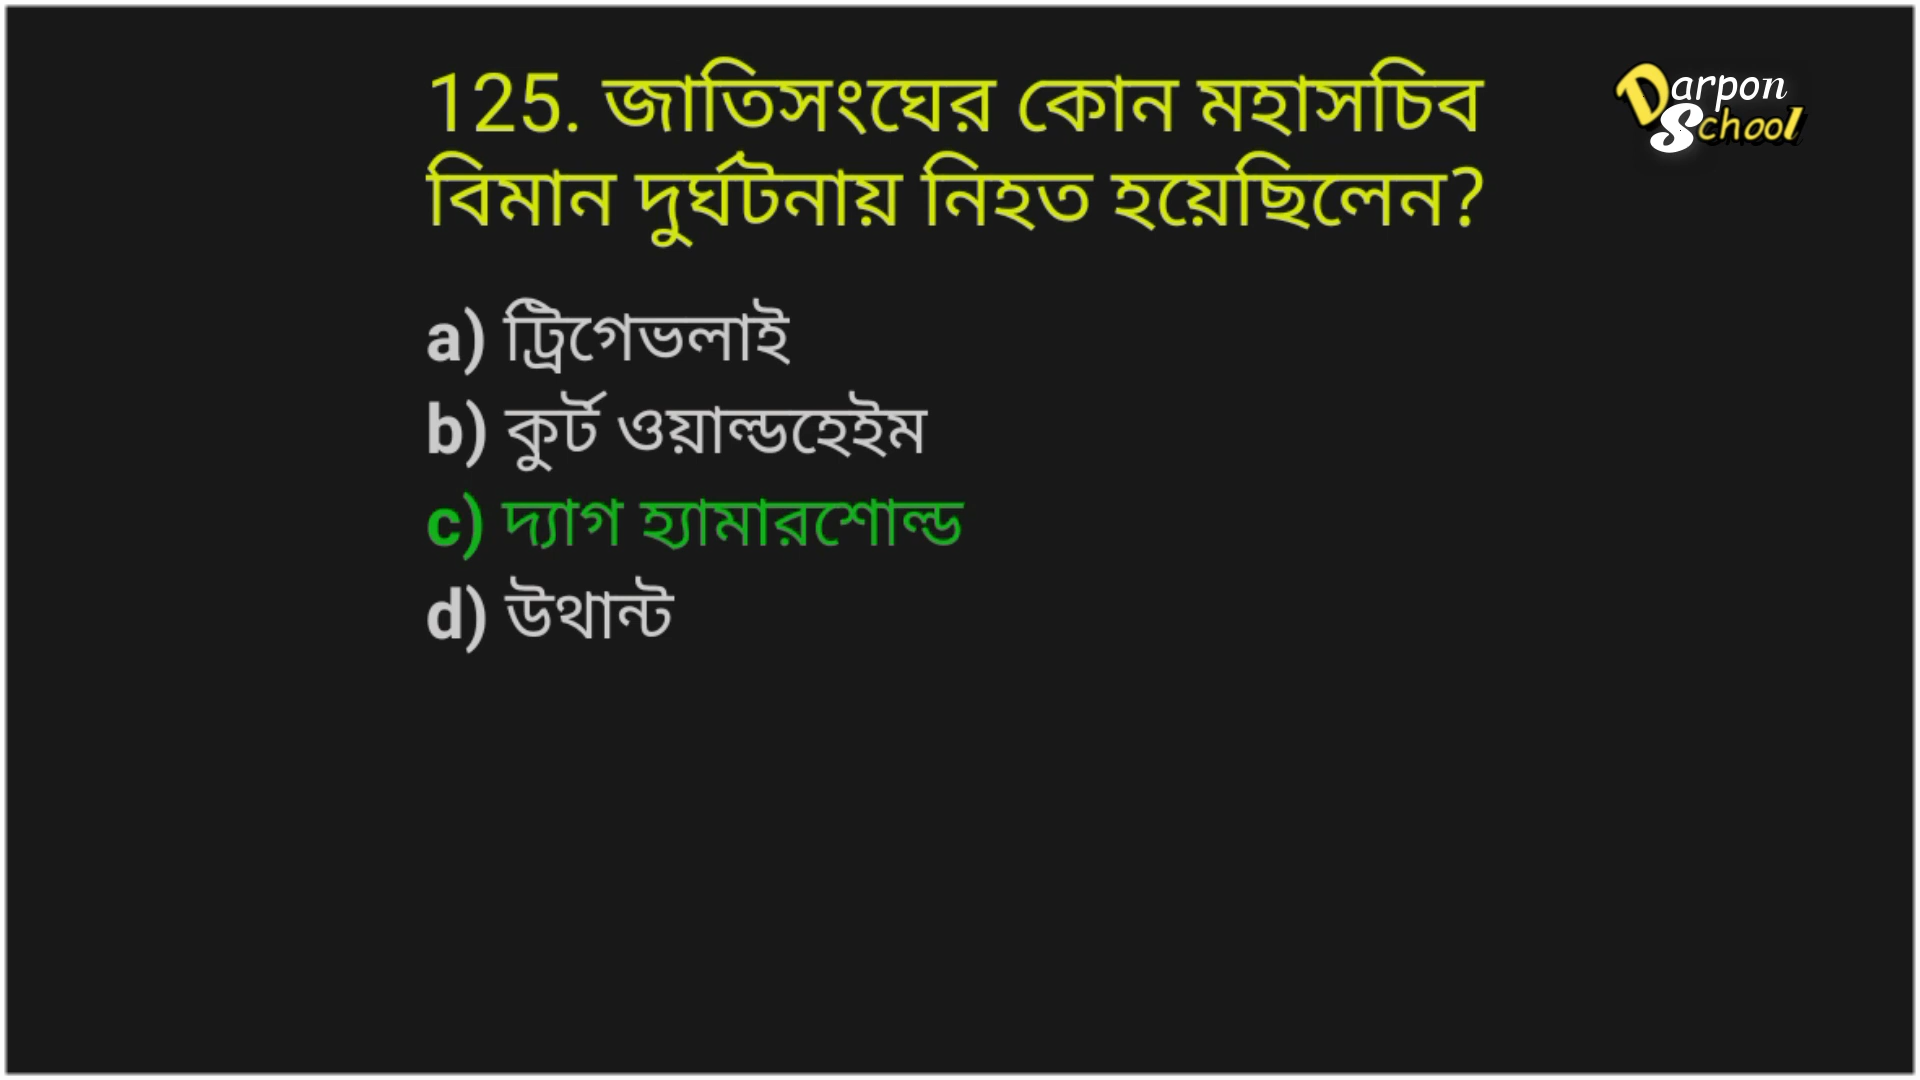 125. জাতিসংঘের কোন মহাসচিব
বিমান দুর্ঘটনায় নিহত হয়েছিলেন?
Darpon
School
a) ট্রিগেভলাই
b) কুর্ট ওয়াল্ডহেইম
c) দ্যাগ হ্যামারশোল্ড
d) উথান্ট